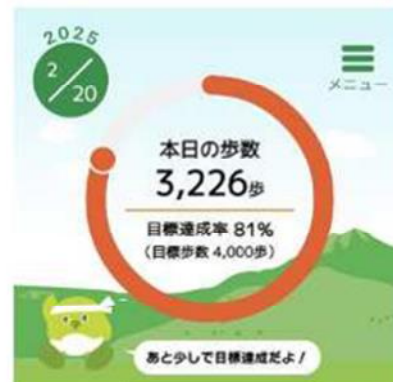 2025
2/20
メニュー
本日の歩数
3,226歩
目標達成率 81%
(目標歩数 4,000歩)
あと少しで目標達成だよ!